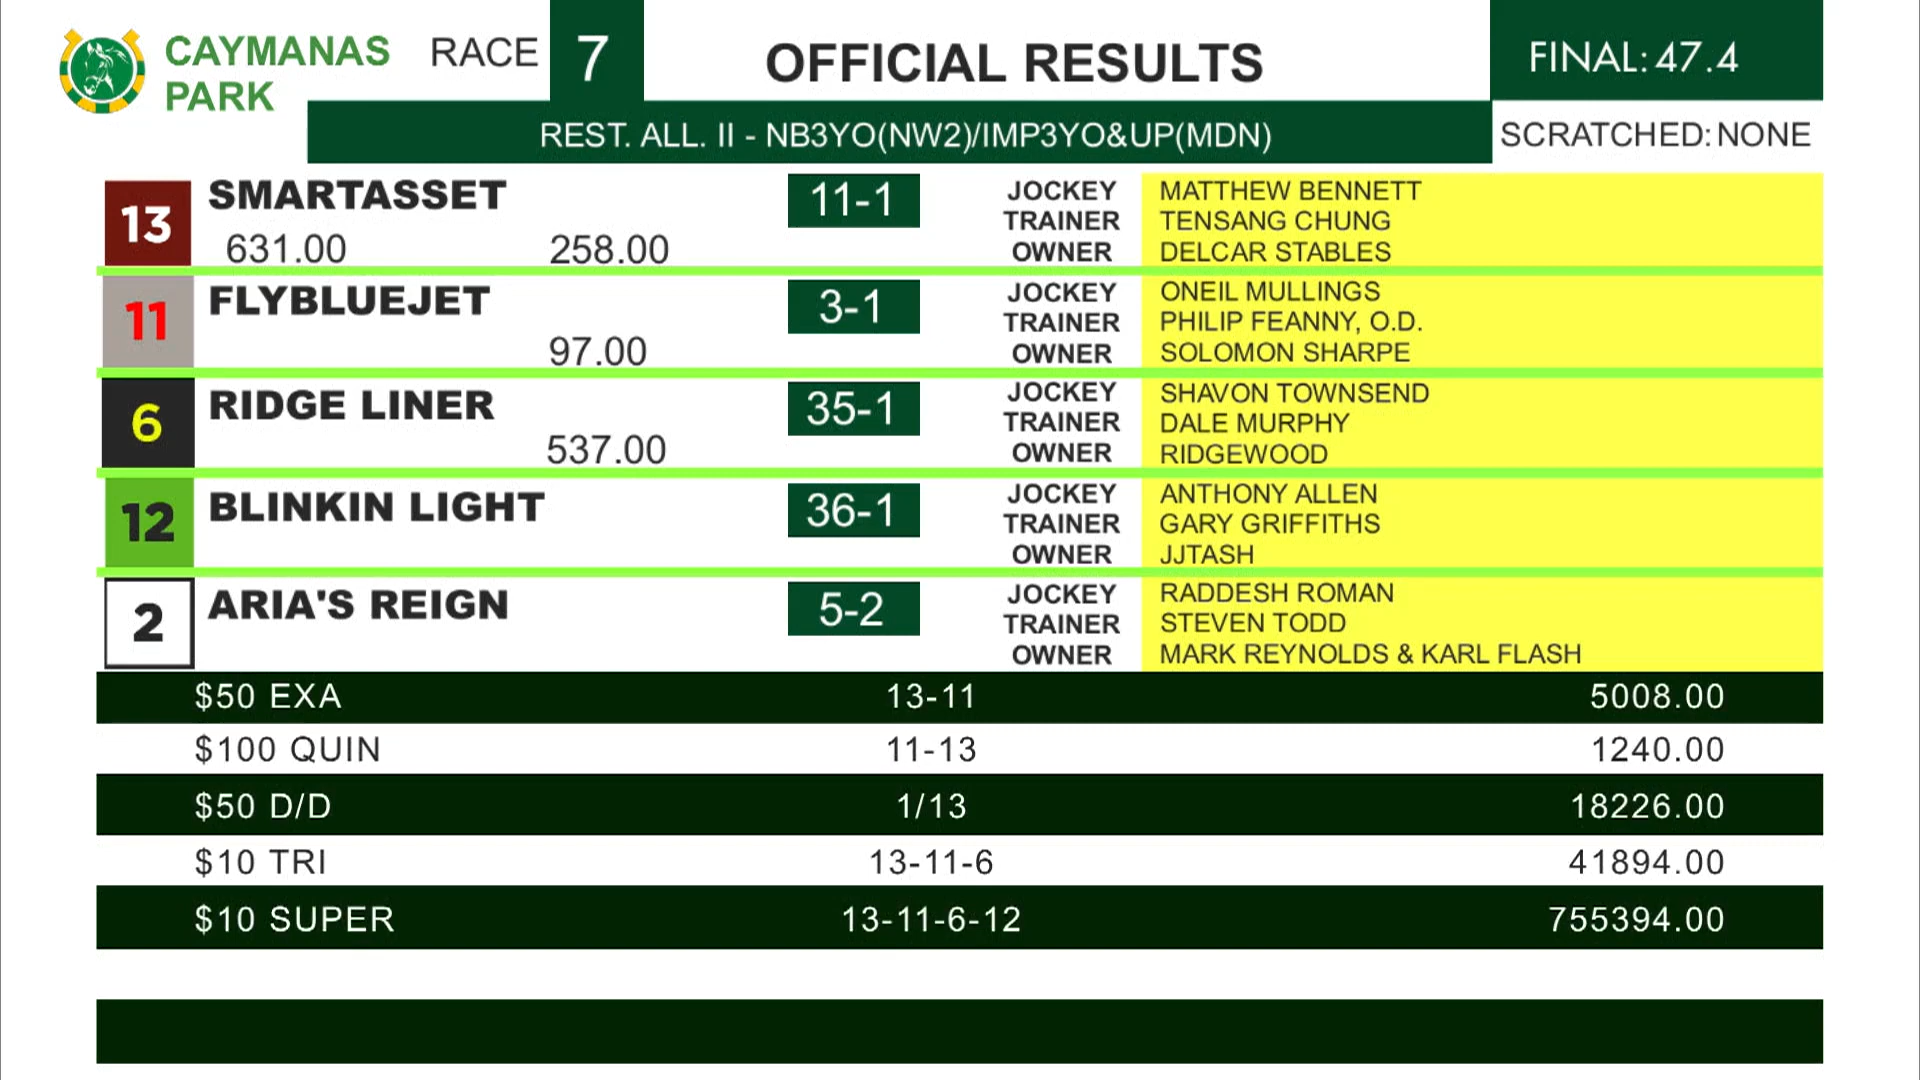 CAYMANAS PARK
RACE 7
OFFICIAL RESULTS
FINAL: 47.4
REST. ALL. II - NB3YO(NW2)/IMP3YO&UP(MDN)
SCRATCHED: NONE
13 SMARTASSET 11-1
631.00 258.00
JOCKEY MATTHEW BENNETT
TRAINER TENSANG CHUNG
OWNER DELCAR STABLES
11 FLYBLUEJET 3-1
97.00
JOCKEY ONEIL MULLINGS
TRAINER PHILIP FEANNY, O.D.
OWNER SOLOMON SHARPE
6 RIDGE LINER 35-1
537.00
JOCKEY SHAVON TOWNSEND
TRAINER DALE MURPHY
OWNER RIDGEWOOD
12 BLINKIN LIGHT 36-1
JOCKEY ANTHONY ALLEN
TRAINER GARY GRIFFITHS
OWNER JJTASH
2 ARIA'S REIGN 5-2
JOCKEY RADDESH ROMAN
TRAINER STEVEN TODD
OWNER MARK REYNOLDS & KARL FLASH
$50 EXA 13-11 5008.00
$100 QUIN 11-13 1240.00
$50 D/D 1/13 18226.00
$10 TRI 13-11-6 41894.00
$10 SUPER 13-11-6-12 755394.00